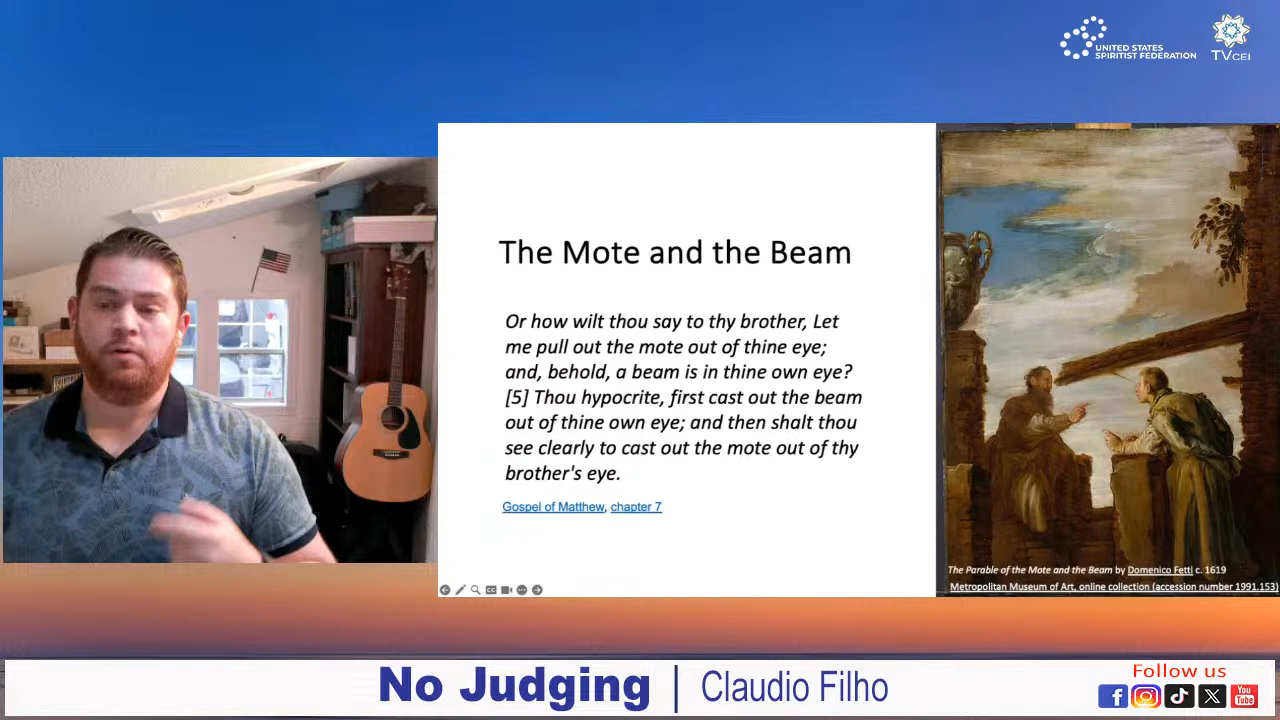 UNITED STATES
SPIRITIST FEDERATION
TVCEI
The Mote and the Beam
Or how wilt thou say to thy brother, Let
me pull out the mote out of thine eye;
and, behold, a beam is in thine own eye?
[5] Thou hypocrite, first cast out the beam
out of thine own eye; and then shalt thou
see clearly to cast out the mote out of thy
brother's eye.
Gospel of Matthew, chapter 7
CC
The Parable of the Mote and the Beam by Domenico Fetti c. 1619
Metropolitan Museum of Art, online collection (accession number 1991.153)
No Judging | Claudio Filho
Follow us
You
Tube